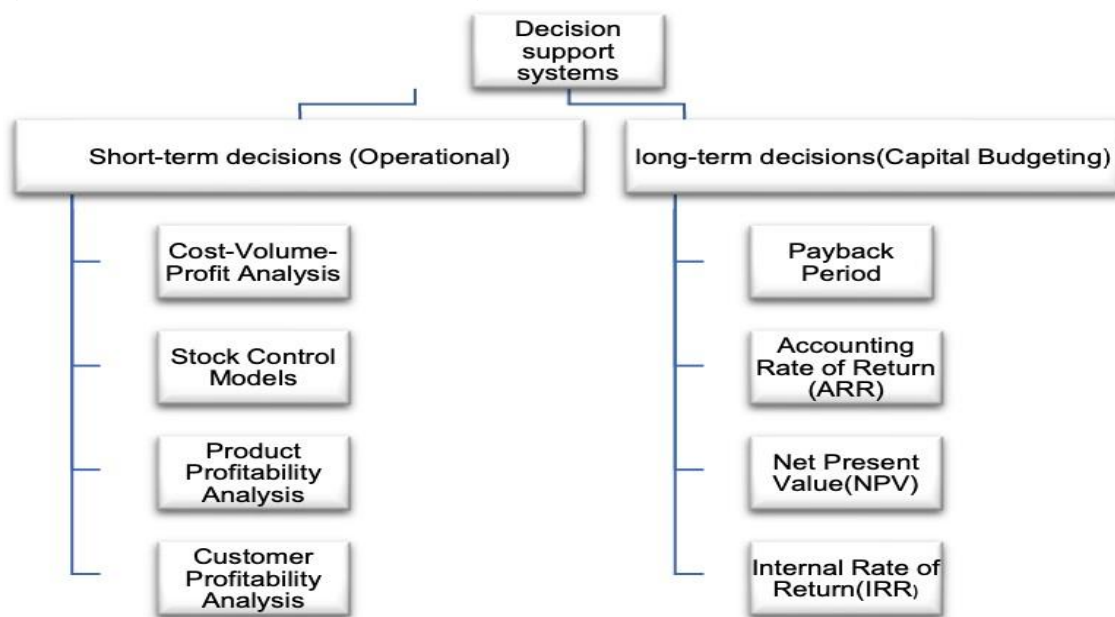 Decision
support
systems
Short-term decisions (Operational)
long-term decisions(Capital Budgeting)
Cost-Volume-
Profit Analysis
Stock Control
Models
Product
Profitability
Analysis
Customer
Profitability
Analysis
Payback
Period
Accounting
Rate of Return
(ARR)
Net Present
Value(NPV)
Internal Rate of
Return(IRR)